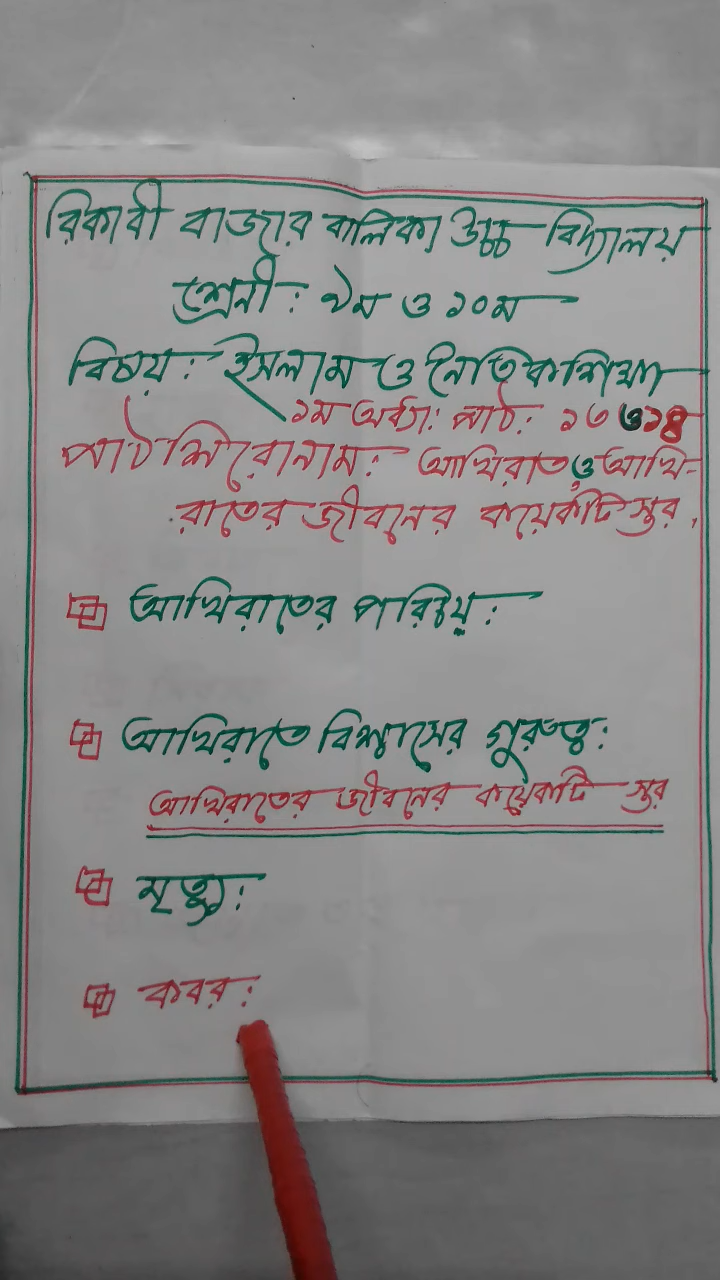 রিকাবী বাজার বালিকা উচ্চ বিদ্যালয়
শ্রেনী: ৯ম ও ১০ম
বিষয়: ইসলাম ও নৈতিক শিক্ষা
১ম অধ্যা: পাঠ: ১৩ ও ১৪
পাঠ শিরোনাম: আখিরাত ও আখি-
রাতের জীবনের কয়েকটি স্তর।
আখিরাতের পরিচয়:
আখিরাতে বিশ্বাসের গুরুত্ব:
আখিরাতের জীবনের কয়েকটি স্তর
মৃত্যু:
কবর: